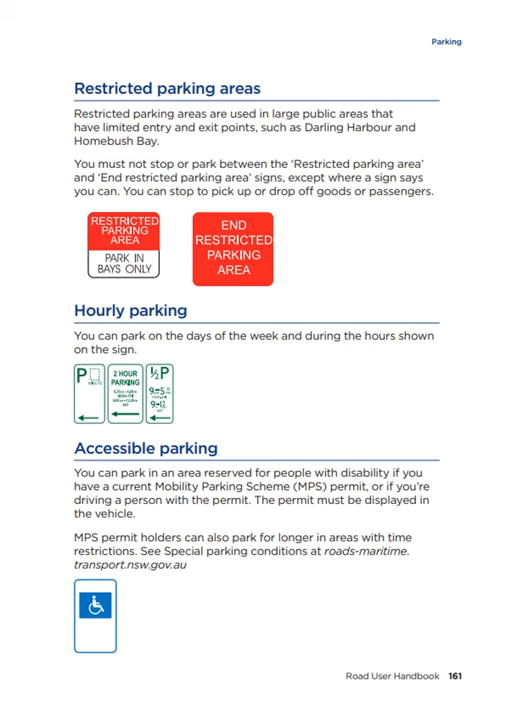 Parking
Restricted parking areas
Restricted parking areas are used in large public areas that
have limited entry and exit points, such as Darling Harbour and
Homebush Bay.
You must not stop or park between the ‘Restricted parking area’
and ‘End restricted parking area’ signs, except where a sign says
you can. You can stop to pick up or drop off goods or passengers.
RESTRICTED
PARKING
AREA
PARK IN
BAYS ONLY
END
RESTRICTED
PARKING
AREA
Hourly parking
You can park on the days of the week and during the hours shown
on the sign.
P
2 HOUR
PARKING
½P
Accessible parking
You can park in an area reserved for people with disability if you
have a current Mobility Parking Scheme (MPS) permit, or if you’re
driving a person with the permit. The permit must be displayed in
the vehicle.
MPS permit holders can also park for longer in areas with time
restrictions. See Special parking conditions at roads-maritime.
transport.nsw.gov.au
Road User Handbook 161